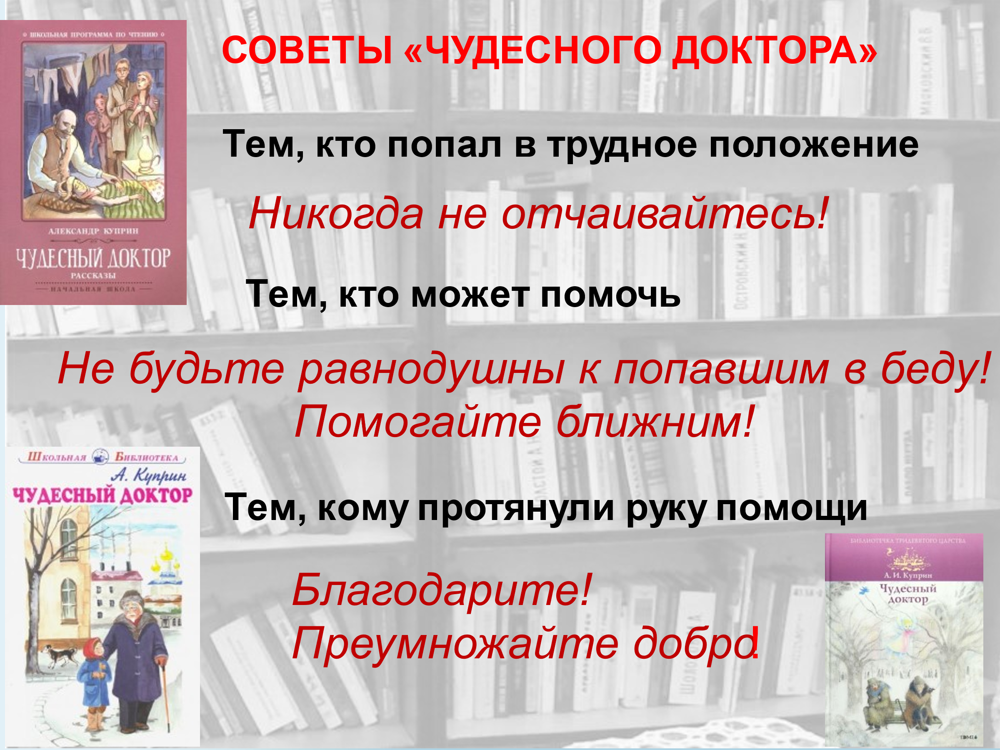 СОВЕТЫ «ЧУДЕСНОГО ДОКТОРА»
ШКОЛЬНАЯ ПРОГРАММА ПО ЧТЕНИЮ
АЛЕКСАНДР КУПРИН
ЧУДЕСНЫЙ ДОКТОР
РАССКАЗЫ
НАЧАЛЬНАЯ ШКОЛА
Тем, кто попал в трудное положение
Никогда не отчаивайтесь!
Тем, кто может помочь
Не будьте равнодушны к попавшим в беду!
Помогайте ближним!
Школьная Библиотека
А. Куприн
ЧУДЕСНЫЙ ДОКТОР
Тем, кому протянули руку помощи
Благодарите!
Преумножайте добро!
БИБЛИОТЕЧКА ТРИДЕВЯТОГО ЦАРСТВА
А. И. Куприн
Чудесный
доктор
МАЯКОВСКИЙ В.
ОСТРОВСКИЙ Н.